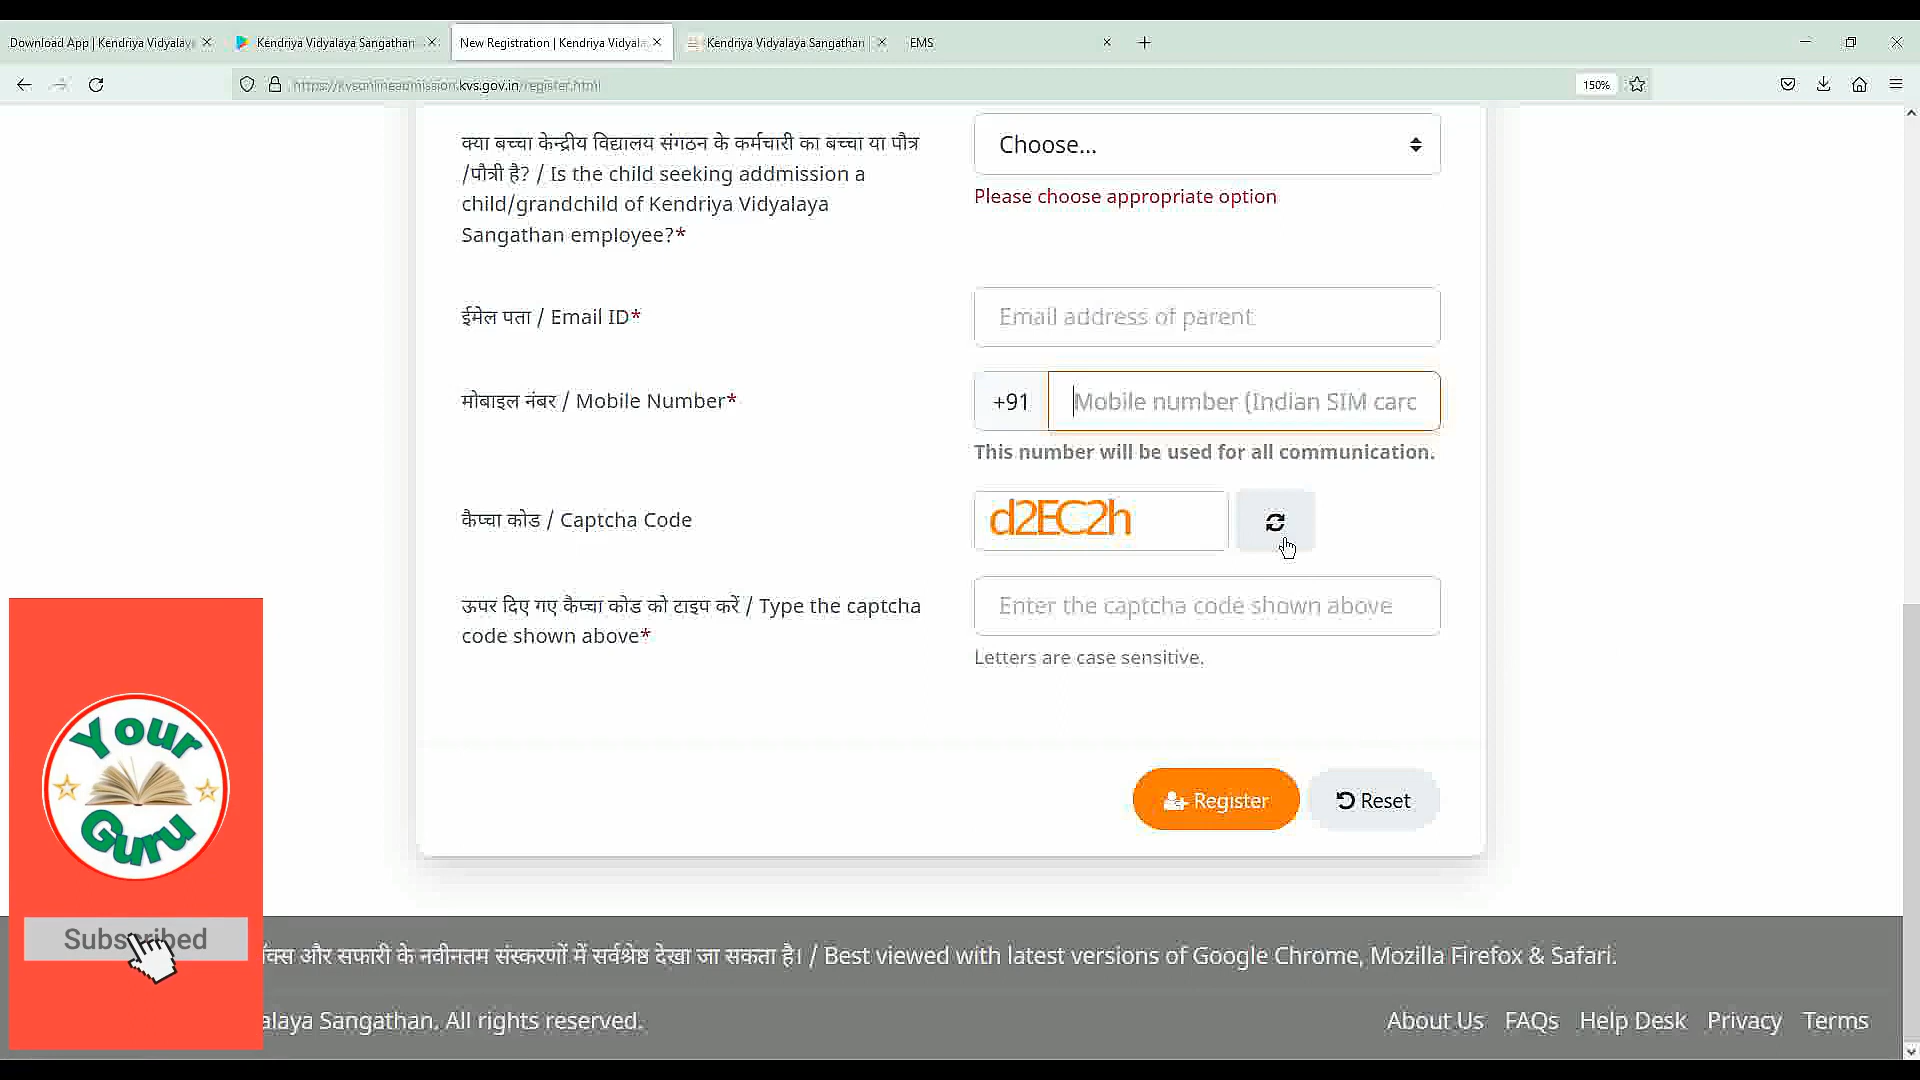 Download App | Kendriya Vidyalay
Kendriya Vidyalaya Sangathan
New Registration | Kendriya Vidyala
Kendriya Vidyalaya Sangathan |
EMS
https://kvsonlineadmission.kvs.gov.in/register.html
150%
क्या बच्चा केन्द्रीय विद्यालय संगठन के कर्मचारी का बच्चा या पौत्र
/पौत्री है? / Is the child seeking addmission a
child/grandchild of Kendriya Vidyalaya
Sangathan employee?*
Choose...
Please choose appropriate option
ईमेल पता / Email ID*
Email address of parent
मोबाइल नंबर / Mobile Number*
+91
Mobile number (Indian SIM carc
This number will be used for all communication.
कैप्चा कोड / Captcha Code
d2EC2h
ऊपर दिए गए कैप्चा कोड को टाइप करें / Type the captcha
code shown above*
Enter the captcha code shown above
Letters are case sensitive.
Register
Reset
Your
Guru
Subscribed
और सफारी के नवीनतम संस्करणों में सर्वश्रेष्ठ देखा जा सकता है। / Best viewed with latest versions of Google Chrome, Mozilla Firefox & Safari.
alaya Sangathan. All rights reserved.
About Us FAQs Help Desk Privacy Terms